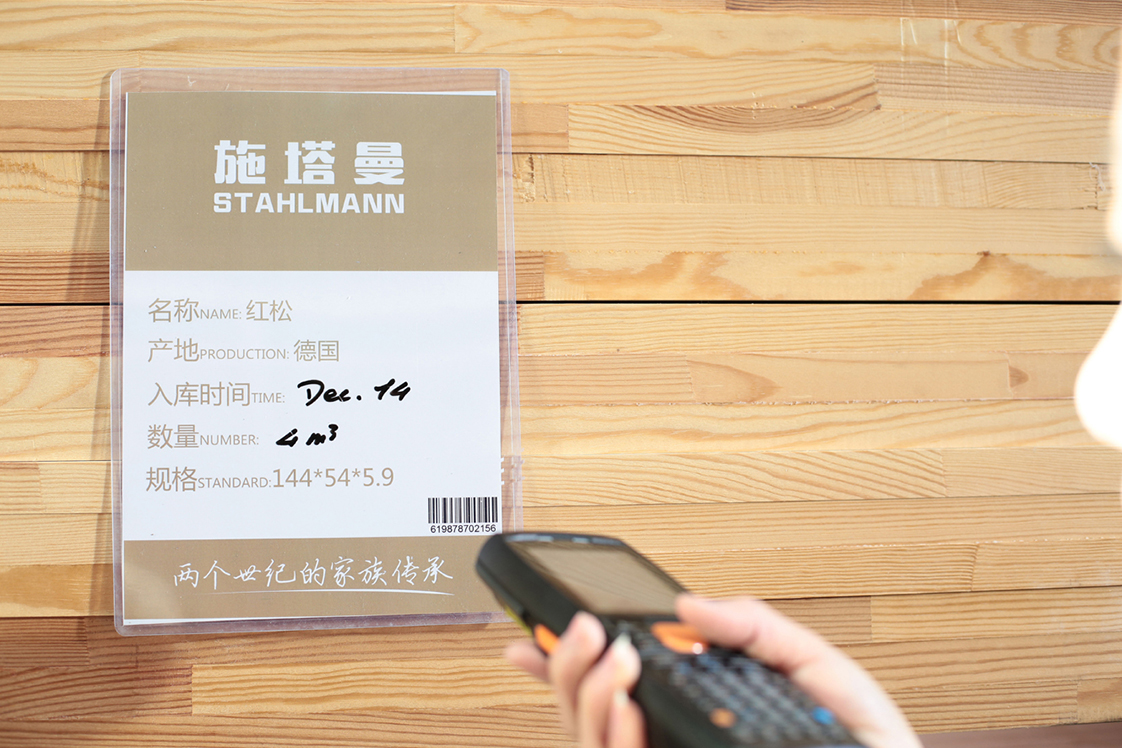 施塔曼
STAHLMANN
名称NAME: 红松
产地PRODUCTION: 德国
入库时间TIME: Dec. 14
数量NUMBER: 4 m³
规格STANDARD:144*54*5.9
619878702156
两个世纪的家族传承